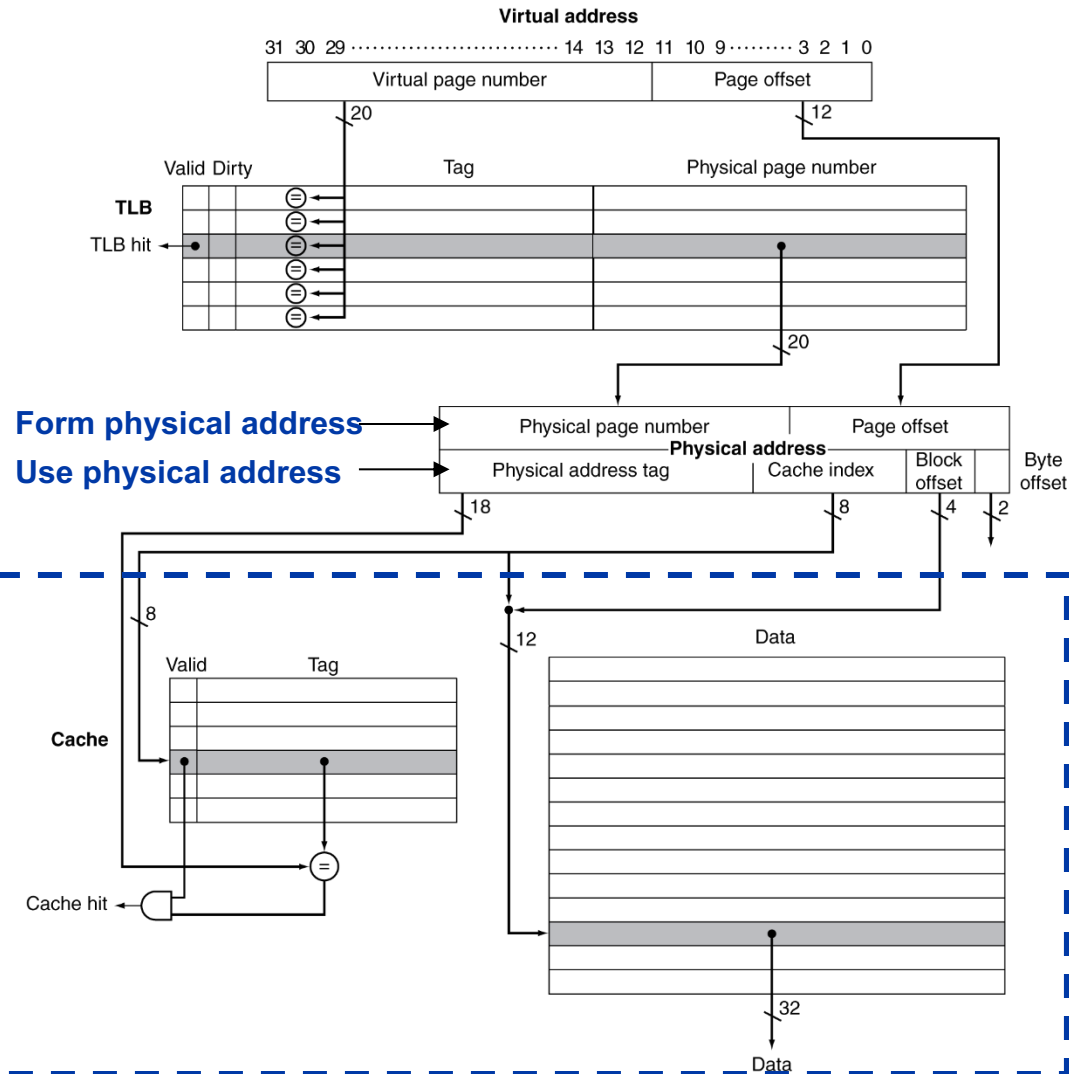 Virtual address
31 30 29 ··························· 14 13 12 11 10 9 ········· 3 2 1 0
Virtual page number Page offset
20 12
Valid Dirty Tag Physical page number
TLB
=
=
TLB hit =
=
=
=
20
Form physical address Physical page number Page offset
Physical address
Use physical address Physical address tag Cache index Block offset Byte offset
18 8 4 2
8 12
Data
Valid Tag
Cache
=
Cache hit
32
Data